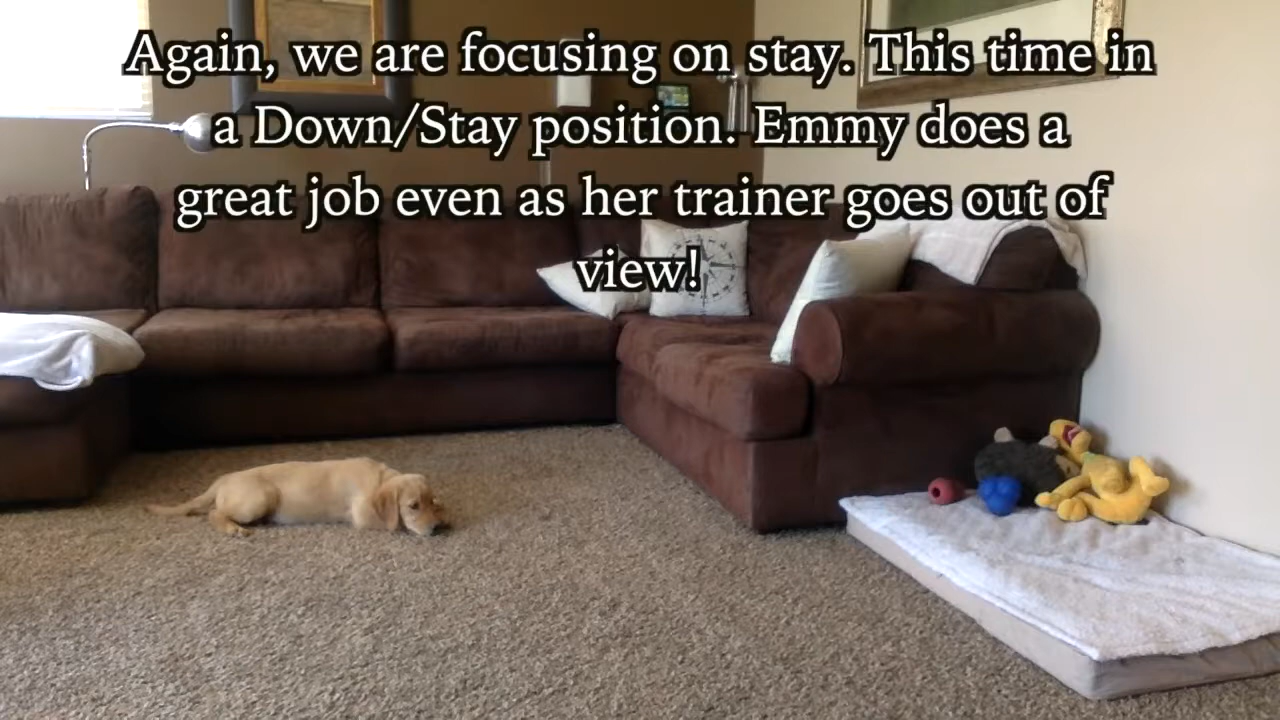 Again, we are focusing on stay. This time in
a Down/Stay position. Emmy does a
great job even as her trainer goes out of
view!